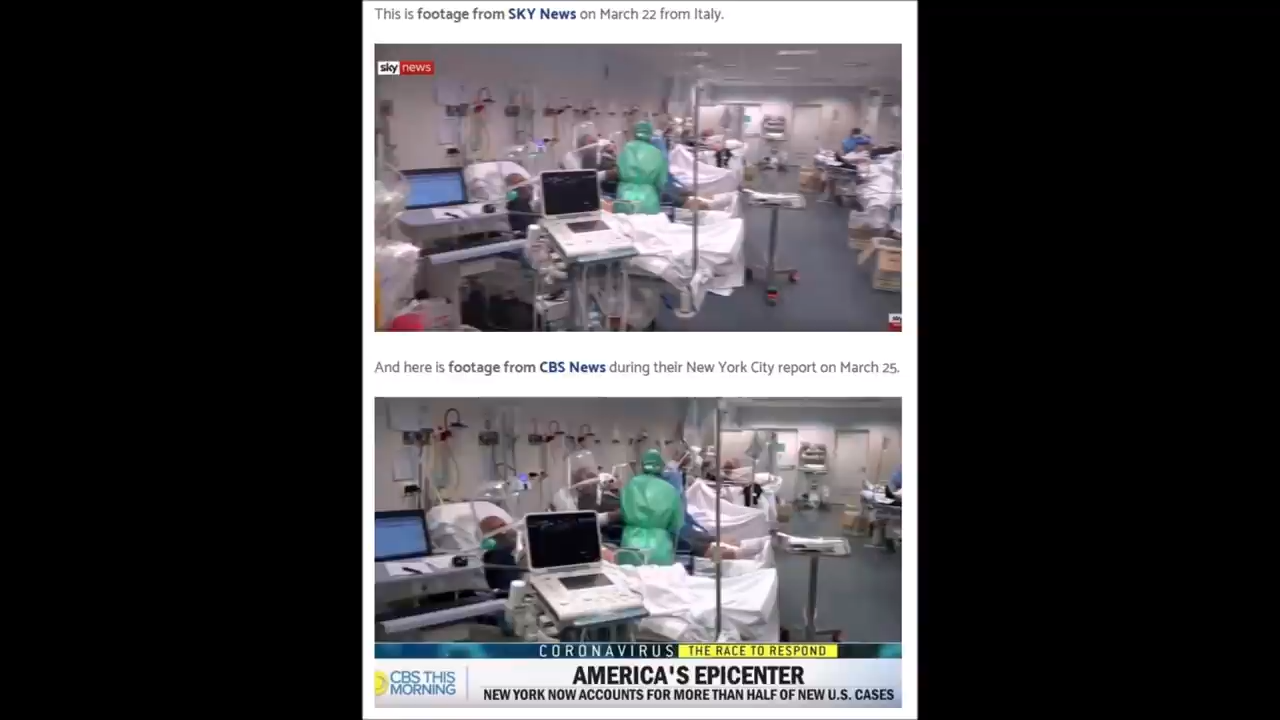 This is footage from SKY News on March 22 from Italy.
sky news
sky
And here is footage from CBS News during their New York City report on March 25.
CORONAVIRUS THE RACE TO RESPOND
CBS THIS MORNING
AMERICA'S EPICENTER
NEW YORK NOW ACCOUNTS FOR MORE THAN HALF OF NEW U.S. CASES